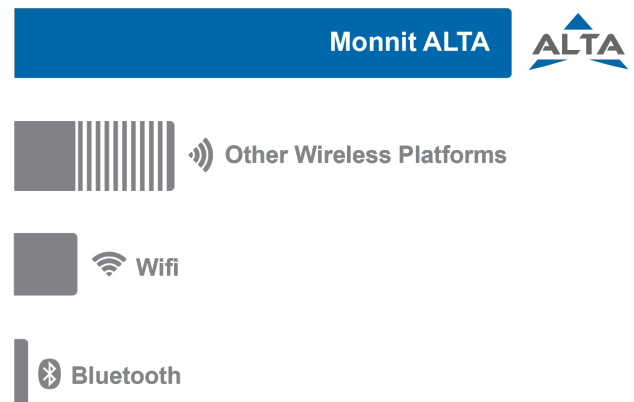 Monnit ALTA
ALTA
Other Wireless Platforms
Wifi
Bluetooth